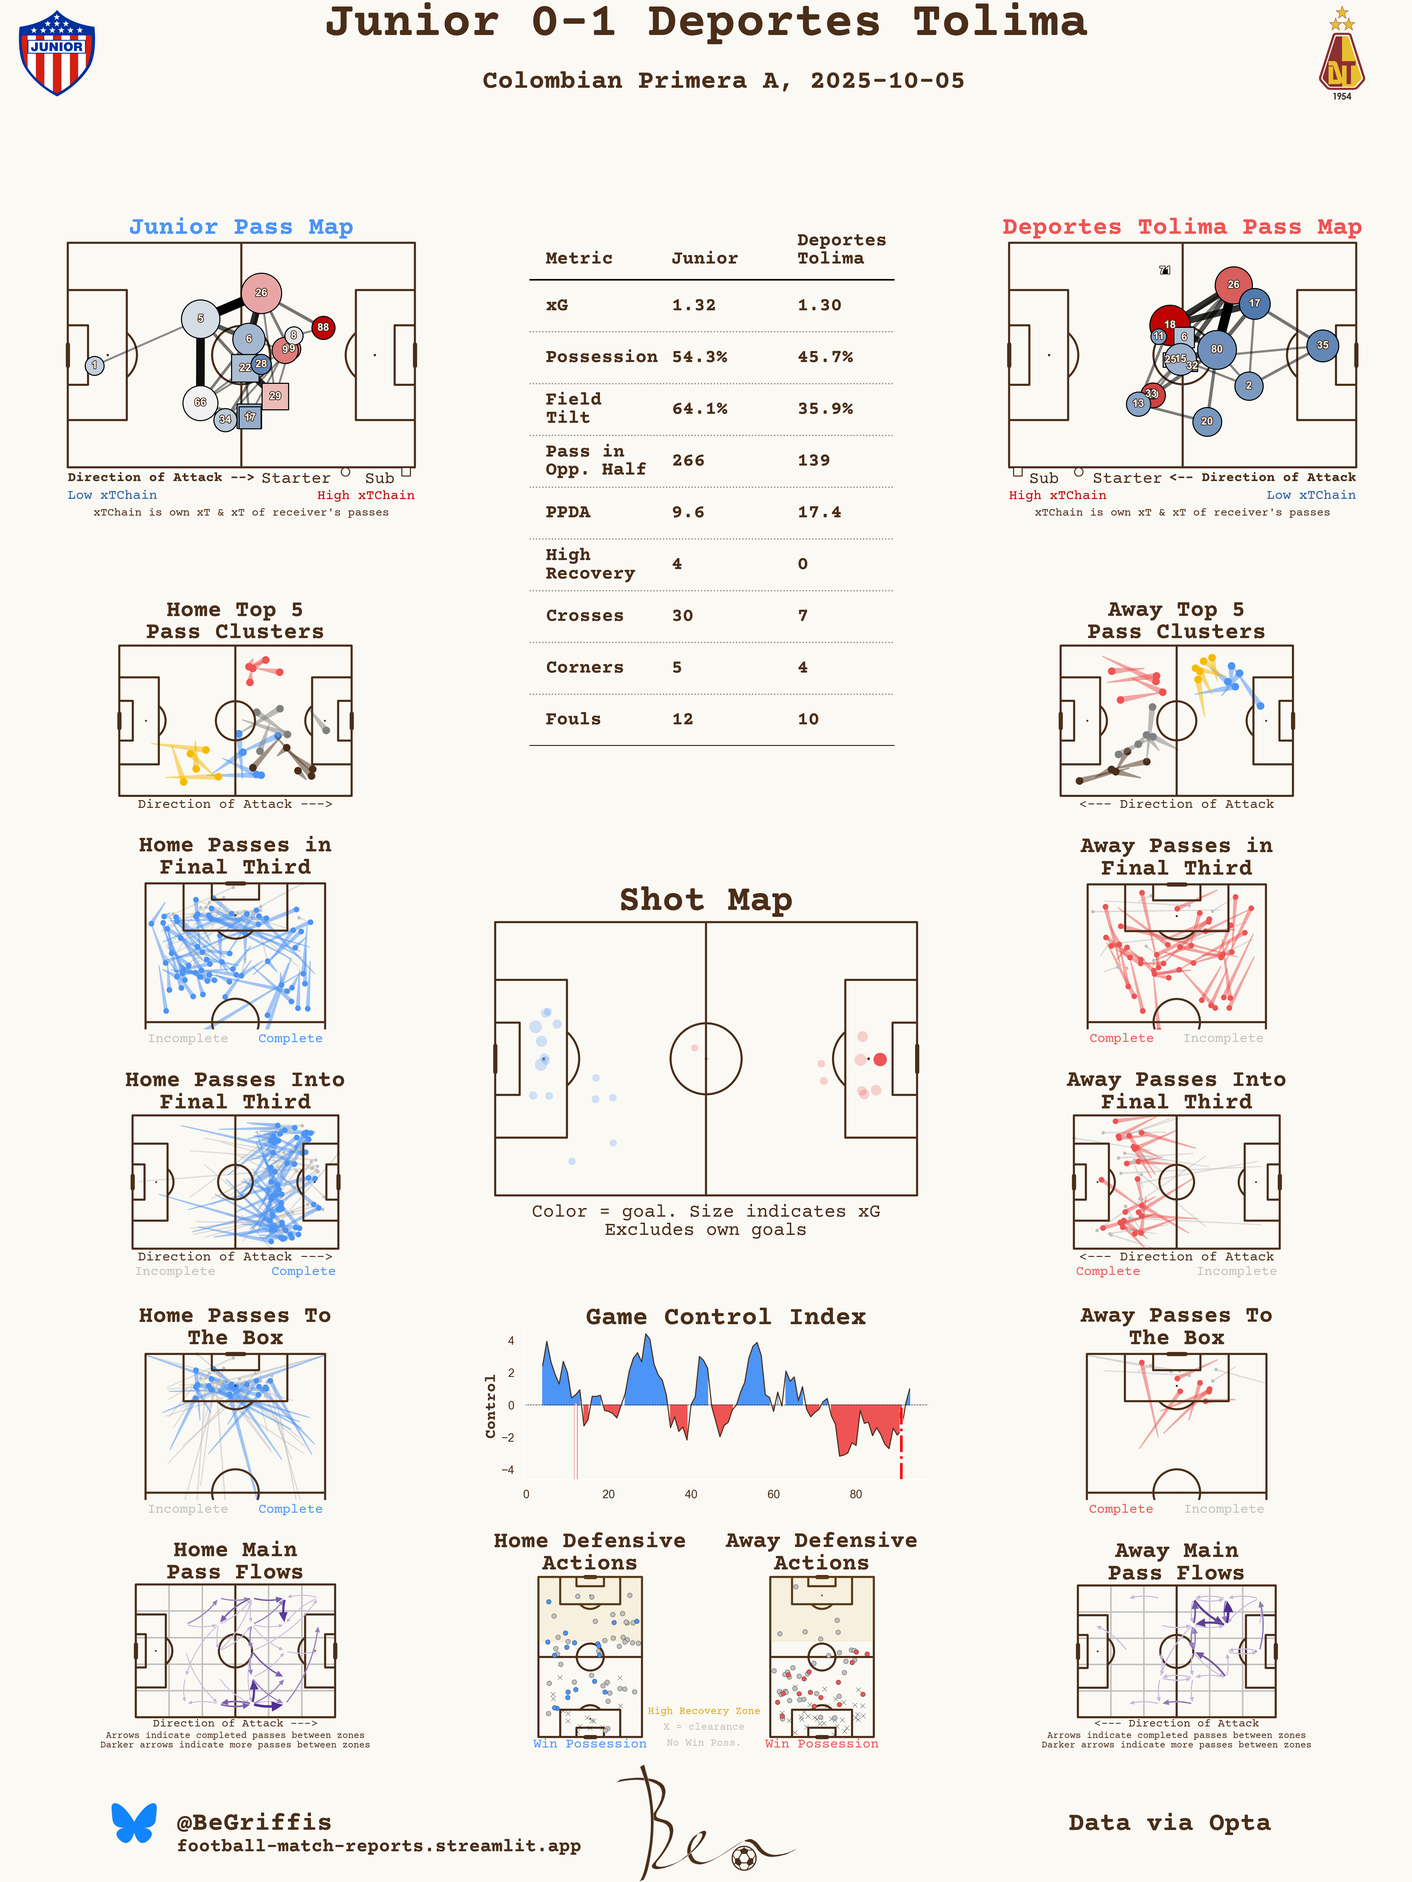 Junior 0-1 Deportes Tolima
Colombian Primera A, 2025-10-05
JUNIOR
1954
Junior Pass Map
26
5
88
8
6
9
9
1
22
28
29
66
34
17
Direction of Attack --> Starter Sub
Low xTChain High xTChain
xTChain is own xT & xT of receiver's passes
Metric Junior Deportes Tolima
xG 1.32 1.30
Possession 54.3% 45.7%
Field Tilt 64.1% 35.9%
Pass in Opp. Half 266 139
PPDA 9.6 17.4
High Recovery 4 0
Crosses 30 7
Corners 5 4
Fouls 12 10
Deportes Tolima Pass Map
26
17
18
11
6
80
35
25
15
32
2
13
20
Sub Starter <-- Direction of Attack
High xTChain Low xTChain
xTChain is own xT & xT of receiver's passes
Home Top 5
Pass Clusters
Direction of Attack --->
Away Top 5
Pass Clusters
<--- Direction of Attack
Home Passes in
Final Third
Incomplete Complete
Away Passes in
Final Third
Complete Incomplete
Shot Map
Color = goal. Size indicates xG
Excludes own goals
Home Passes Into
Final Third
Direction of Attack --->
Incomplete Complete
Away Passes Into
Final Third
<--- Direction of Attack
Complete Incomplete
Home Passes To
The Box
Incomplete Complete
Game Control Index
Control
4
2
0
−2
−4
0 20 40 60 80
Away Passes To
The Box
Complete Incomplete
Home Main
Pass Flows
Direction of Attack --->
Arrows indicate completed passes between zones
Darker arrows indicate more passes between zones
Home Defensive
Actions
Win Possession
High Recovery Zone
X = clearance
No Win Poss.
Away Defensive
Actions
Win Possession
Away Main
Pass Flows
<--- Direction of Attack
Arrows indicate completed passes between zones
Darker arrows indicate more passes between zones
@BeGriffis
football-match-reports.streamlit.app
Ben
Data via Opta